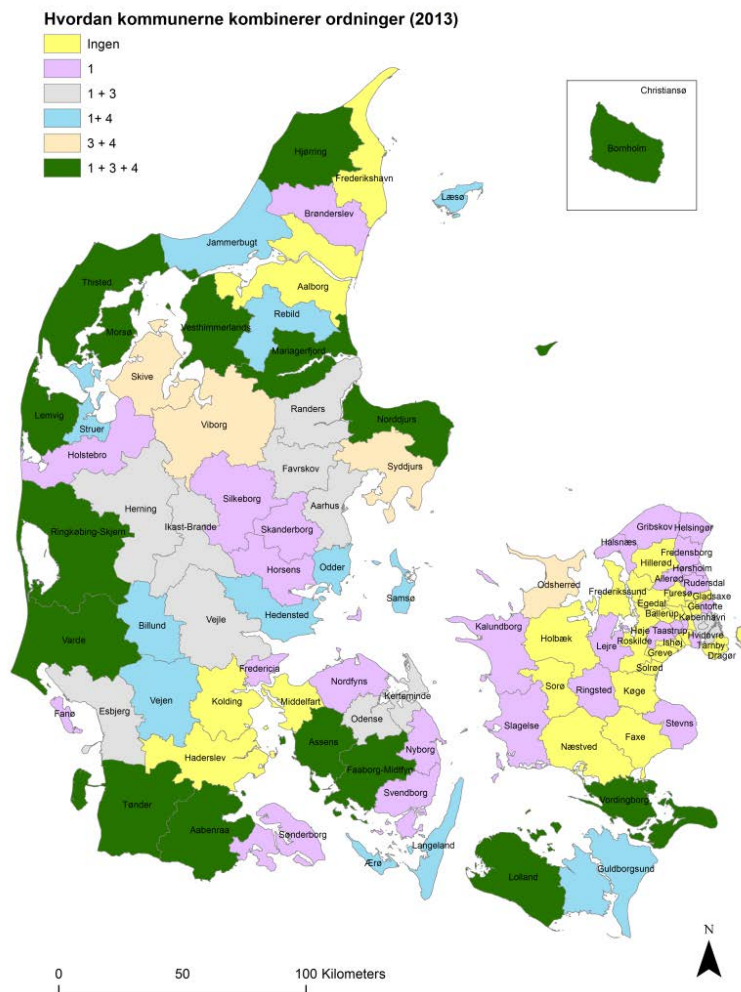 Hvordan kommunerne kombinerer ordninger (2013)
Ingen
1
1 + 3
1+ 4
3 + 4
1 + 3 + 4
Christiansø
Bornholm
Hjørring
Frederikshavn
Læsø
Brønderslev
Jammerbugt
Thisted
Aalborg
Rebild
Morsø
Vesthimmerlands
Mariagerfjord
Skive
Randers
Lemvig
Struer
Viborg
Norddjurs
Holstebro
Favrskov
Syddjurs
Silkeborg
Herning
Aarhus
Ikast-Brande
Skanderborg
Ringkøbing-Skjern
Horsens
Odder
Samsø
Hedensted
Billund
Vejle
Varde
Gribskov
Helsingør
Halsnæs
Fredensborg
Hillerød
Hørsholm
Allerød
Rudersdal
Odsherred
Frederikssund
Furesø
Gladsaxe
Egedal
Gentofte
Ballerup
København
Kalundborg
Holbæk
Lejre
Høje Taastrup
Hvidovre
Roskilde
Ishøj
Tårnby
Greve
Dragør
Solrød
Fredericia
Nordfyns
Kerteminde
Vejen
Kolding
Middelfart
Sorø
Ringsted
Køge
Fanø
Esbjerg
Odense
Slagelse
Stevns
Assens
Nyborg
Næstved
Faxe
Haderslev
Faaborg-Midtfyn
Svendborg
Tønder
Vordingborg
Aabenraa
Sønderborg
Langeland
Ærø
Guldborgsund
Lolland
N
0 50 100 Kilometers